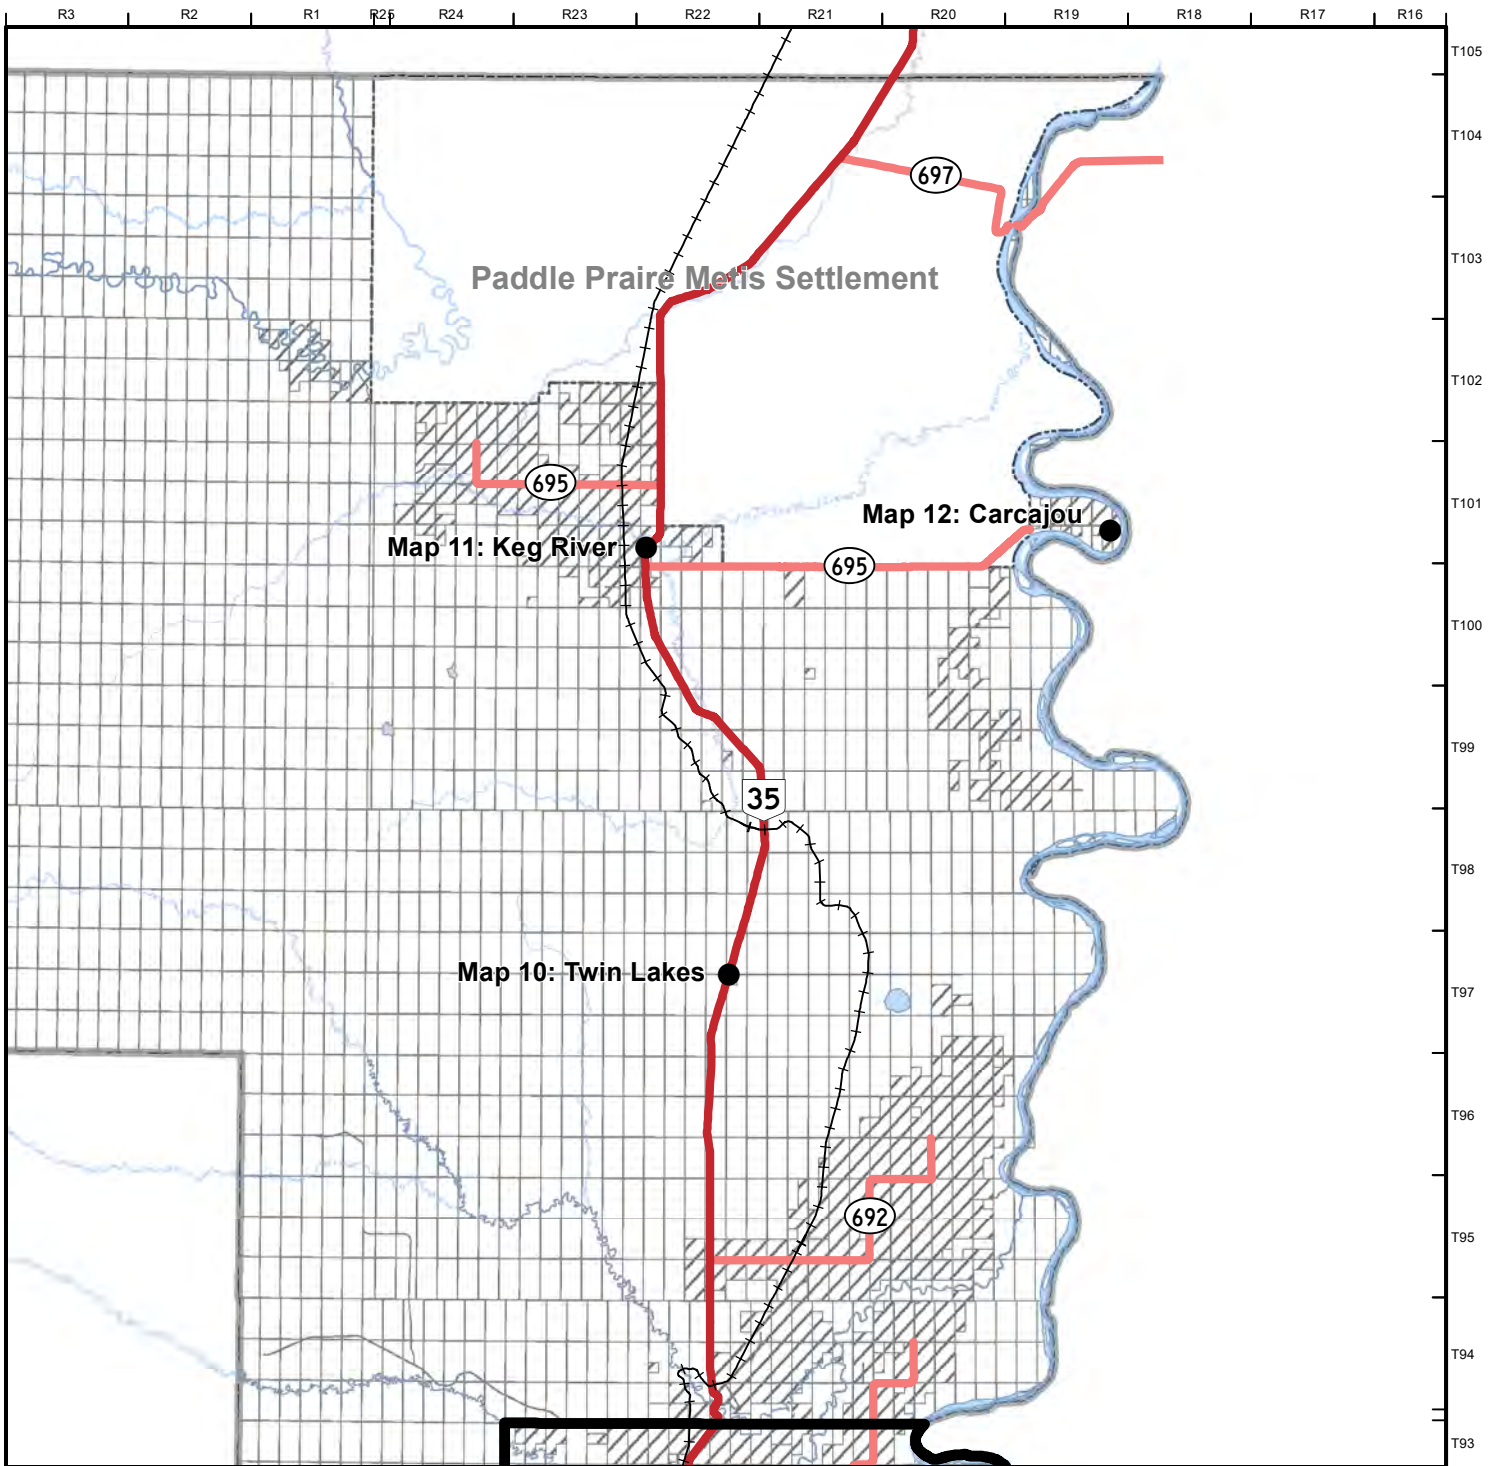 R3 R2 R1 R25 R24 R23 R22 R21 R20 R19 R18 R17 R16
T105
T104
697
T103
Paddle Praire Metis Settlement
T102
695
T101
Map 12: Carcajou
Map 11: Keg River
695
T100
T99
35
T98
Map 10: Twin Lakes
T97
T96
692
T95
T94
T93